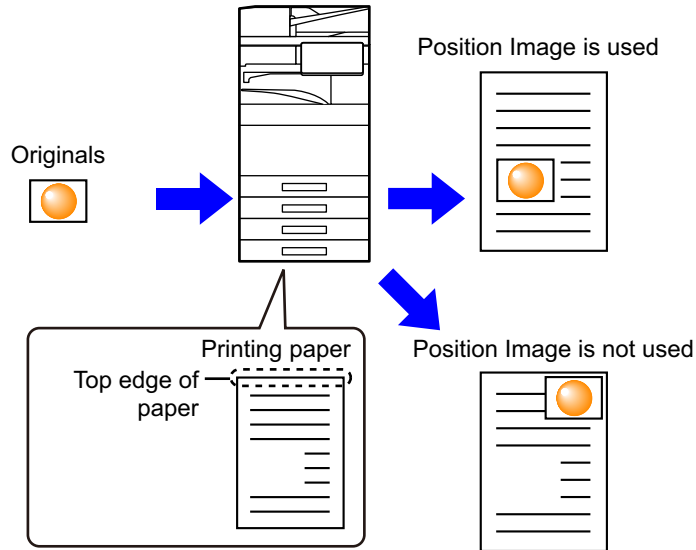 Position Image is used
Originals
Printing paper
Top edge of
paper
Position Image is not used